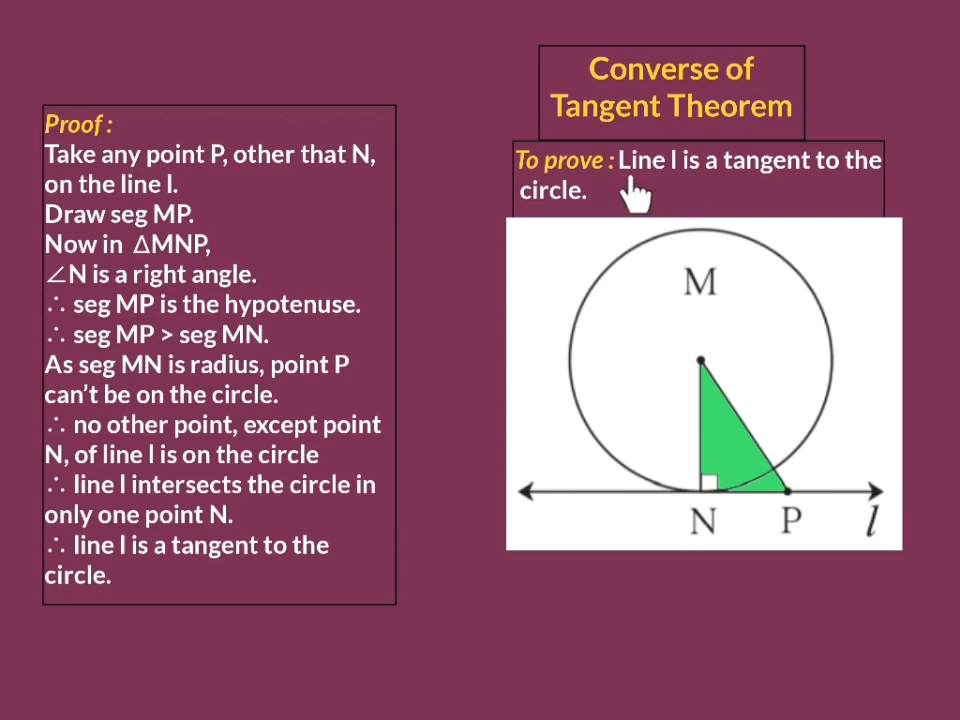 Converse of
Tangent Theorem
To prove : Line l is a tangent to the
circle.
Proof :
Take any point P, other that N,
on the line l.
Draw seg MP.
Now in ΔMNP,
∠N is a right angle.
∴ seg MP is the hypotenuse.
∴ seg MP > seg MN.
As seg MN is radius, point P
can't be on the circle.
∴ no other point, except point
N, of line l is on the circle
∴ line l intersects the circle in
only one point N.
∴ line l is a tangent to the
circle.
M
N
P
l